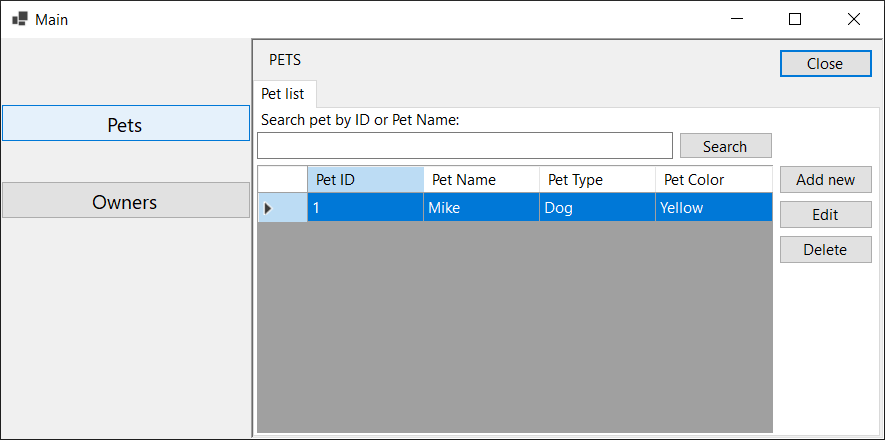 Main
Pets
Owners
PETS
Close
Pet list
Search pet by ID or Pet Name:
Search
Pet ID Pet Name Pet Type Pet Color
1 Mike Dog Yellow
Add new
Edit
Delete